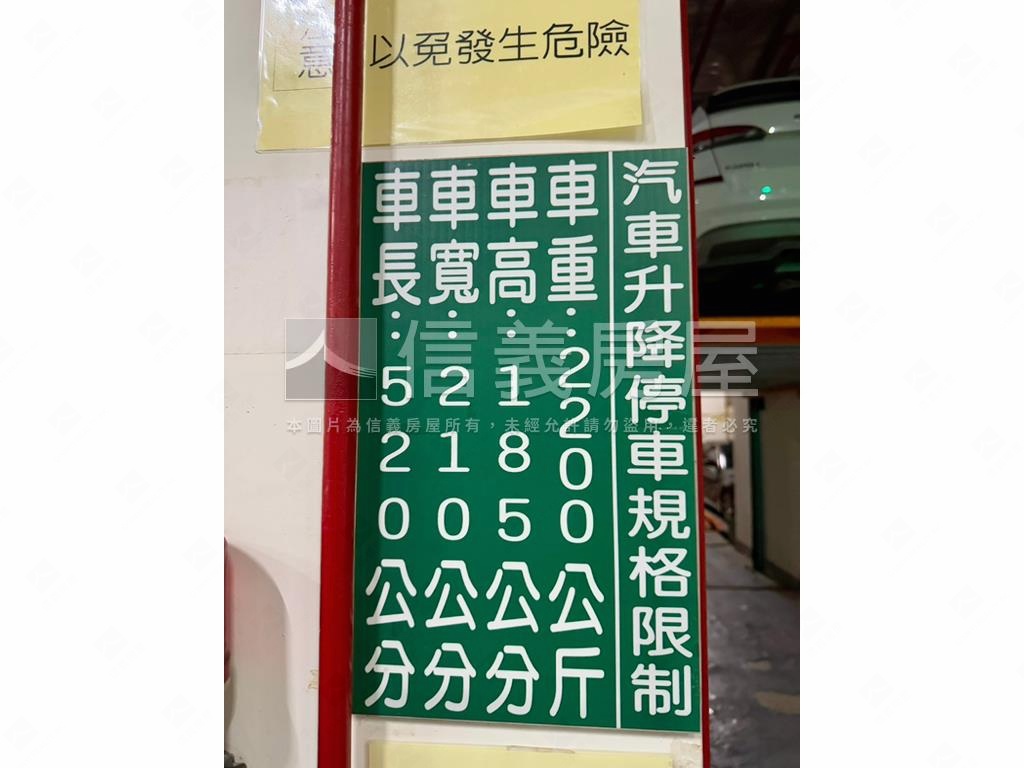 意
以免發生危險
汽車升降停車規格限制
車重：2200公斤
車高：185公分
車寬：210公分
車長：520公分
信義房屋
本圖片為信義房屋所有，未經允許請勿盜用，違者必究